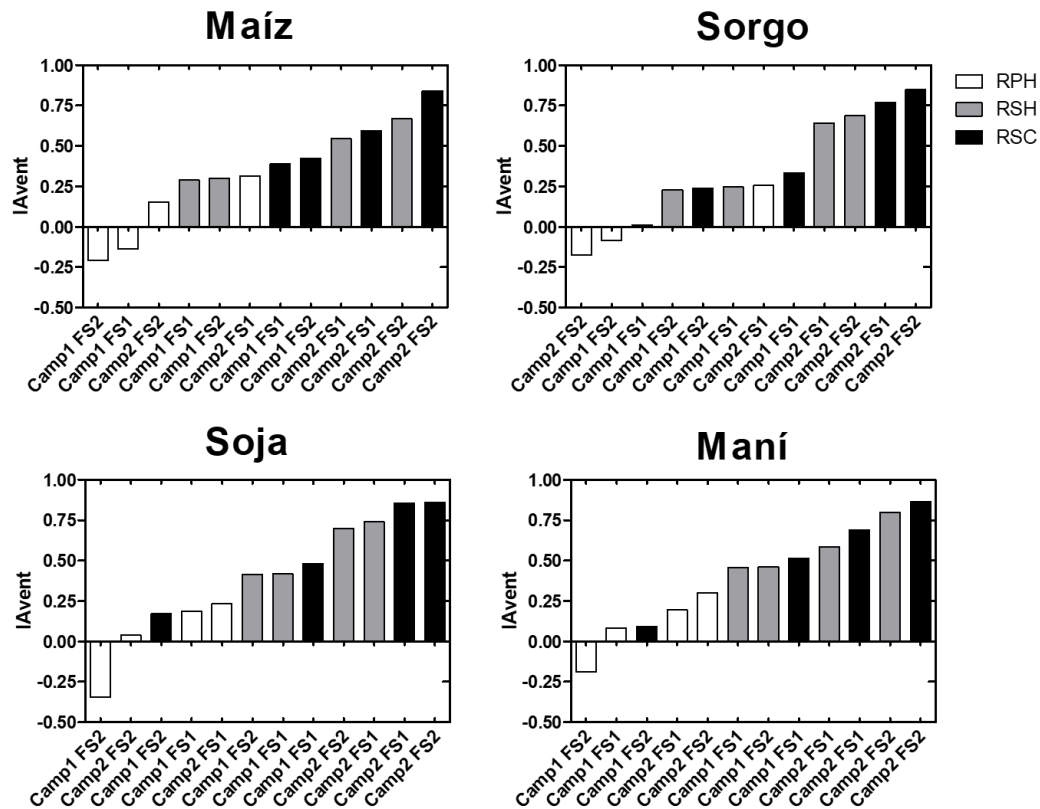 Maíz
1.00
0.75
0.50
0.25
0.00
-0.25
-0.50
IAvent
Camp1 FS2
Camp1 FS1
Camp2 FS2
Camp1 FS1
Camp1 FS2
Camp2 FS1
Camp1 FS1
Camp1 FS2
Camp2 FS1
Camp2 FS1
Camp2 FS2
Camp2 FS2
Sorgo
1.00
0.75
0.50
0.25
0.00
-0.25
-0.50
IAvent
Camp2 FS2
Camp1 FS2
Camp1 FS1
Camp1 FS2
Camp1 FS2
Camp1 FS1
Camp2 FS1
Camp1 FS1
Camp2 FS1
Camp2 FS2
Camp2 FS1
Camp2 FS2
RPH
RSH
RSC
Soja
1.00
0.75
0.50
0.25
0.00
-0.25
-0.50
IAvent
Camp1 FS2
Camp2 FS2
Camp1 FS2
Camp1 FS1
Camp2 FS1
Camp1 FS2
Camp1 FS1
Camp1 FS1
Camp2 FS2
Camp2 FS1
Camp2 FS1
Camp2 FS2
Maní
1.00
0.75
0.50
0.25
0.00
-0.25
-0.50
IAvent
Camp1 FS2
Camp1 FS1
Camp1 FS2
Camp2 FS1
Camp2 FS2
Camp1 FS1
Camp1 FS2
Camp1 FS1
Camp2 FS1
Camp2 FS1
Camp2 FS2
Camp2 FS2